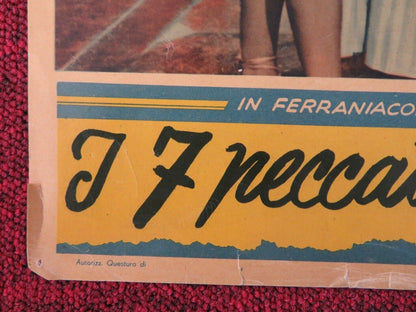 IN FERRANIACO
I 7 peccat
Autorizz. Questura di